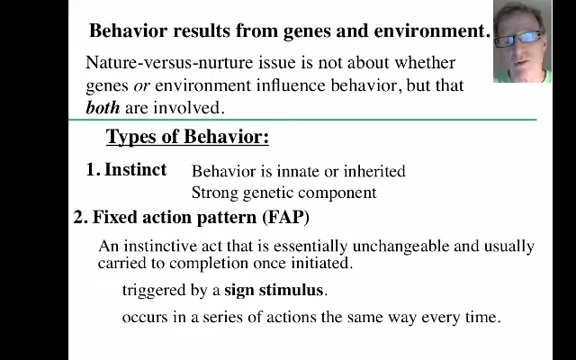 Behavior results from genes and environment.
Nature-versus-nurture issue is not about whether
genes or environment influence behavior, but that
both are involved.
Types of Behavior:
1. Instinct Behavior is innate or inherited
Strong genetic component
2. Fixed action pattern (FAP)
An instinctive act that is essentially unchangeable and usually
carried to completion once initiated.
triggered by a sign stimulus.
occurs in a series of actions the same way every time.